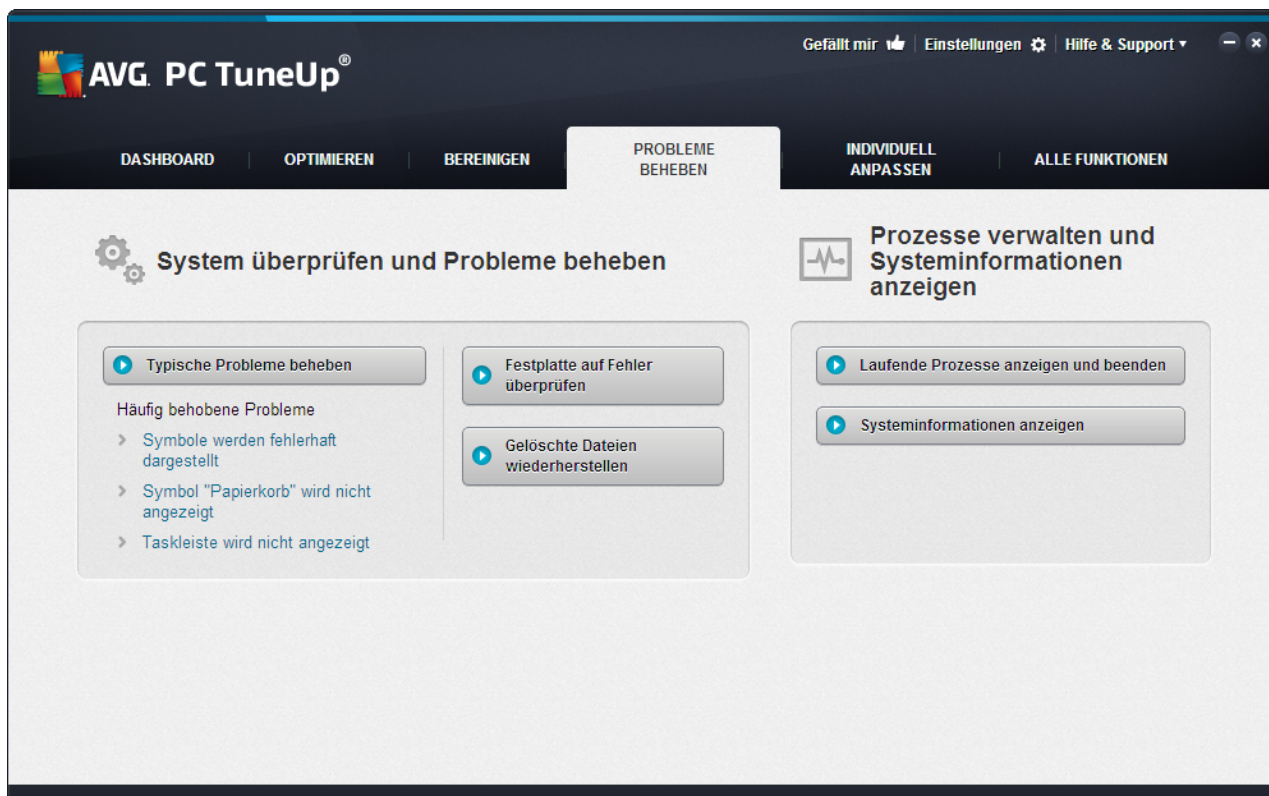 Gefällt mir | Einstellungen | Hilfe & Support
AVG. PC TuneUp®
DASHBOARD
OPTIMIEREN
BEREINIGEN
PROBLEME
BEHEBEN
INDIVIDUELL
ANPASSEN
ALLE FUNKTIONEN
System überprüfen und Probleme beheben
Typische Probleme beheben
Häufig behobene Probleme
Symbole werden fehlerhaft
dargestellt
Symbol "Papierkorb" wird nicht
angezeigt
Taskleiste wird nicht angezeigt
Festplatte auf Fehler
überprüfen
Gelöschte Dateien
wiederherstellen
Prozesse verwalten und
Systeminformationen
anzeigen
Laufende Prozesse anzeigen und beenden
Systeminformationen anzeigen